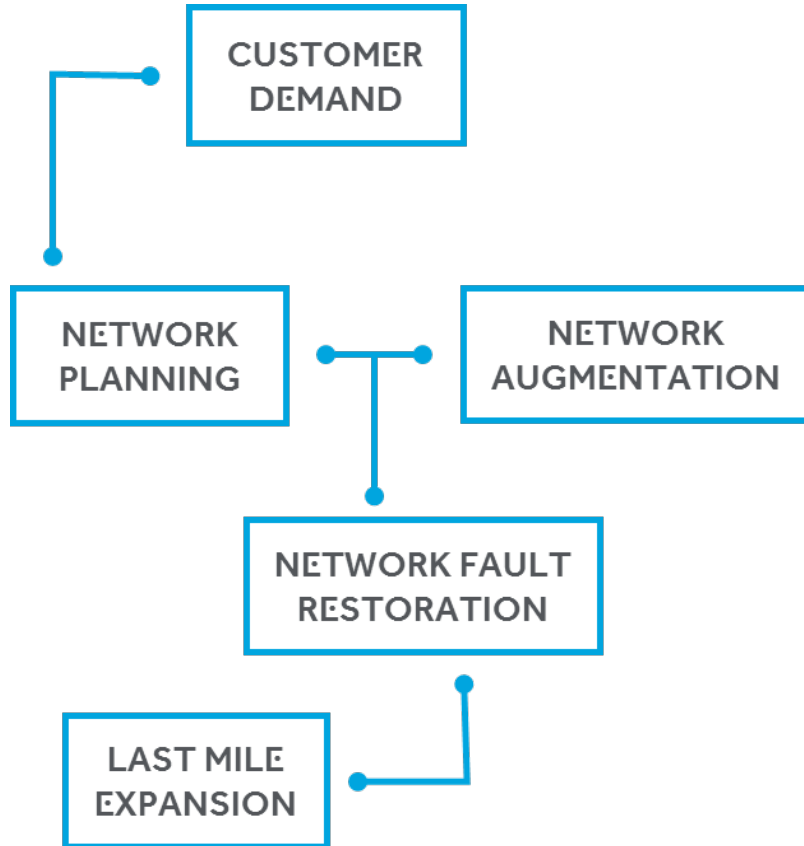 CUSTOMER
DEMAND
NETWORK
PLANNING
NETWORK
AUGMENTATION
NETWORK FAULT
RESTORATION
LAST MILE
EXPANSION